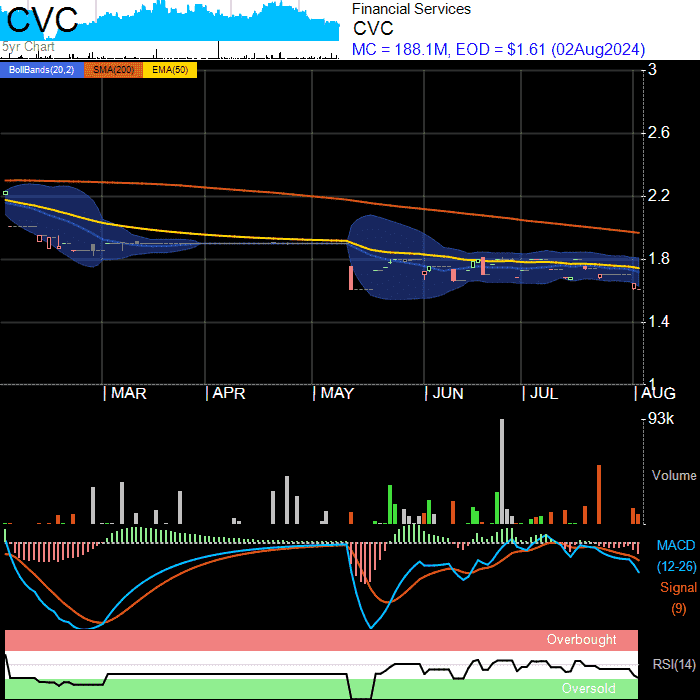 CVC
5yr Chart
Financial Services
CVC
MC = 188.1M, EOD = $1.61 (02Aug2024)
BollBands(20,2) SMA(200) EMA(50)
3
2.6
2.2
1.8
1.4
1
MAR APR MAY JUN JUL AUG
93k
Volume
MACD
(12-26)
Signal
(9)
Overbought
RSI(14)
Oversold